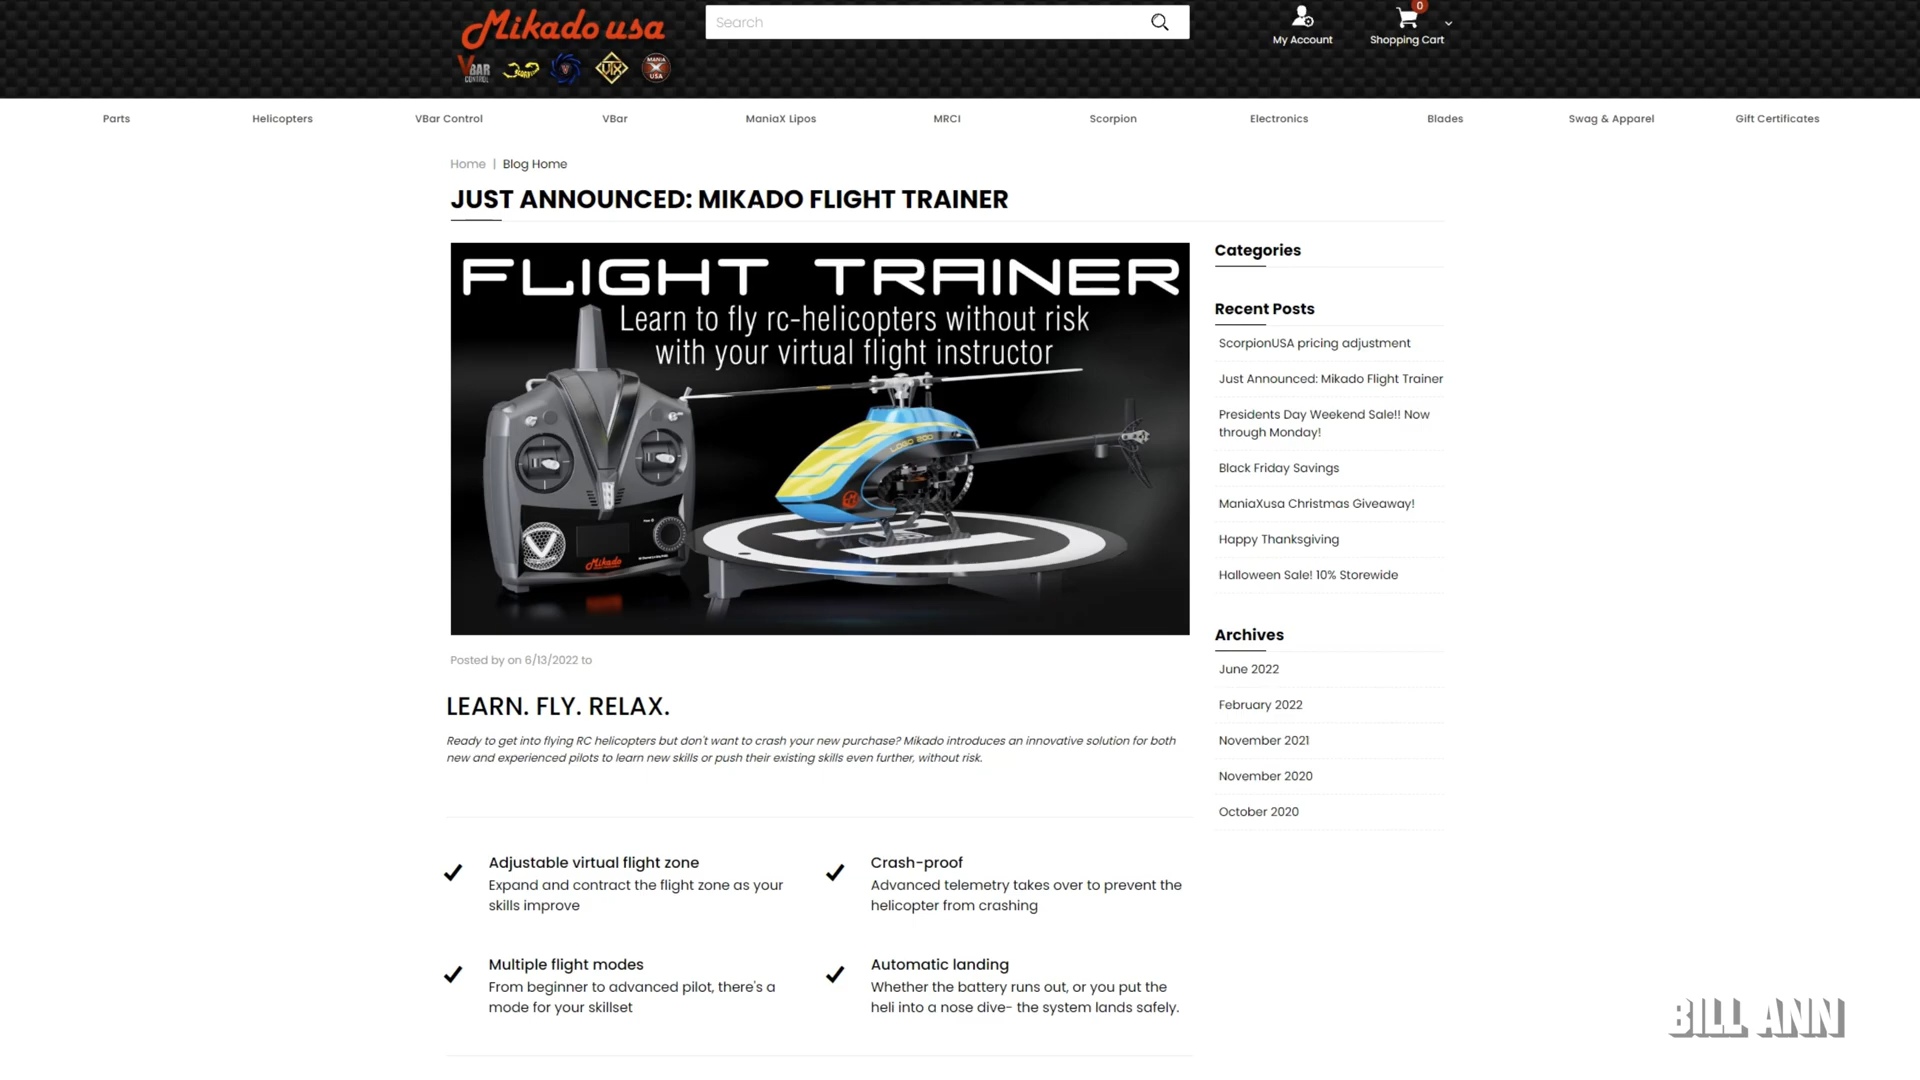 Mikado usa
Search
0
My Account
Shopping Cart
VBAR
CONTROL
MANIA
X
USA
Parts
Helicopters
VBar Control
VBar
ManiaX Lipos
MRCI
Scorpion
Electronics
Blades
Swag & Apparel
Gift Certificates
Home | Blog Home
JUST ANNOUNCED: MIKADO FLIGHT TRAINER
FLIGHT TRAINER
Learn to fly rc-helicopters without risk
with your virtual flight instructor
LOGO 200
Mikado
Posted by on 6/13/2022 to
LEARN. FLY. RELAX.
Ready to get into flying RC helicopters but don't want to crash your new purchase? Mikado introduces an innovative solution for both
new and experienced pilots to learn new skills or push their existing skills even further, without risk.
Adjustable virtual flight zone
Expand and contract the flight zone as your
skills improve
Crash-proof
Advanced telemetry takes over to prevent the
helicopter from crashing
Multiple flight modes
From beginner to advanced pilot, there's a
mode for your skillset
Automatic landing
Whether the battery runs out, or you put the
heli into a nose dive- the system lands safely.
Categories
Recent Posts
ScorpionUSA pricing adjustment
Just Announced: Mikado Flight Trainer
Presidents Day Weekend Sale!! Now
through Monday!
Black Friday Savings
ManiaXusa Christmas Giveaway!
Happy Thanksgiving
Halloween Sale! 10% Storewide
Archives
June 2022
February 2022
November 2021
November 2020
October 2020
BILL ANN